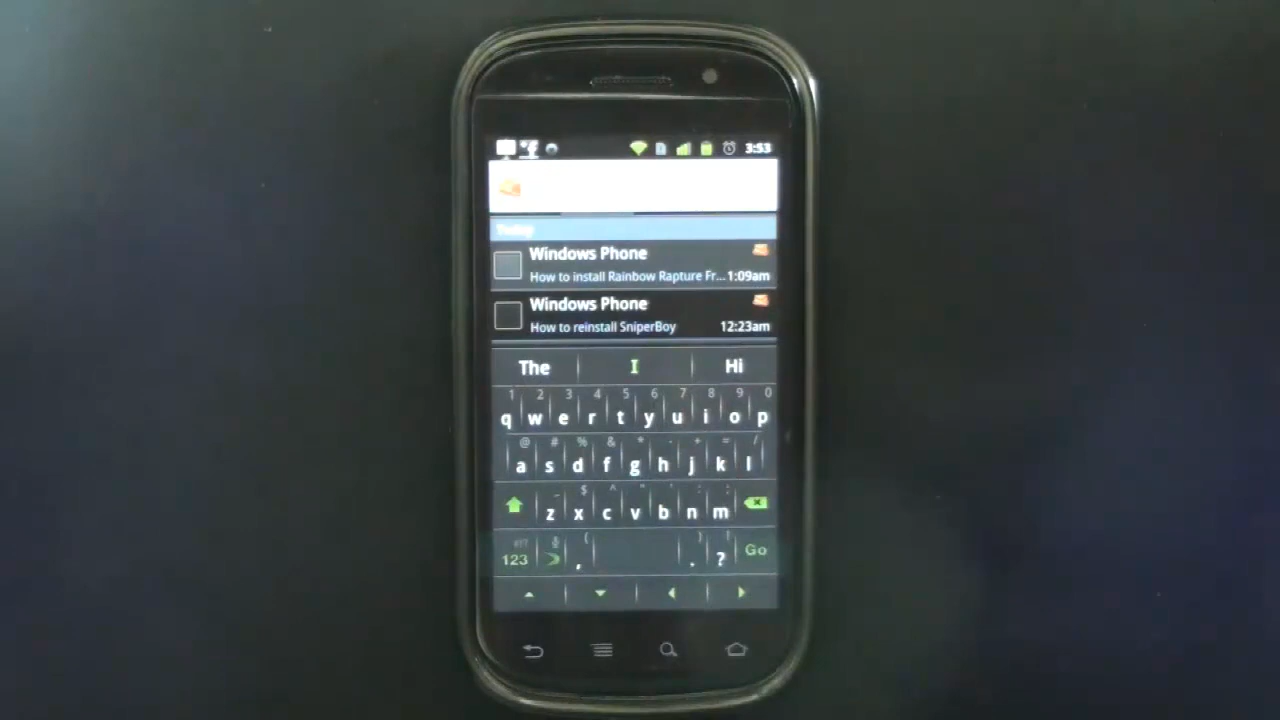 3:53
Today
Windows Phone
How to install Rainbow Rapture Fr... 1:09am
Windows Phone
How to reinstall SniperBoy 12:23am
The I Hi
1 2 3 4 5 6 7 8 9 0
q w e r t y u i o p
@ # % & * - + = /
a s d f g h j k l
_ $ ^ " ' : ;
z x c v b n m
( ) !
123 , . ? Go